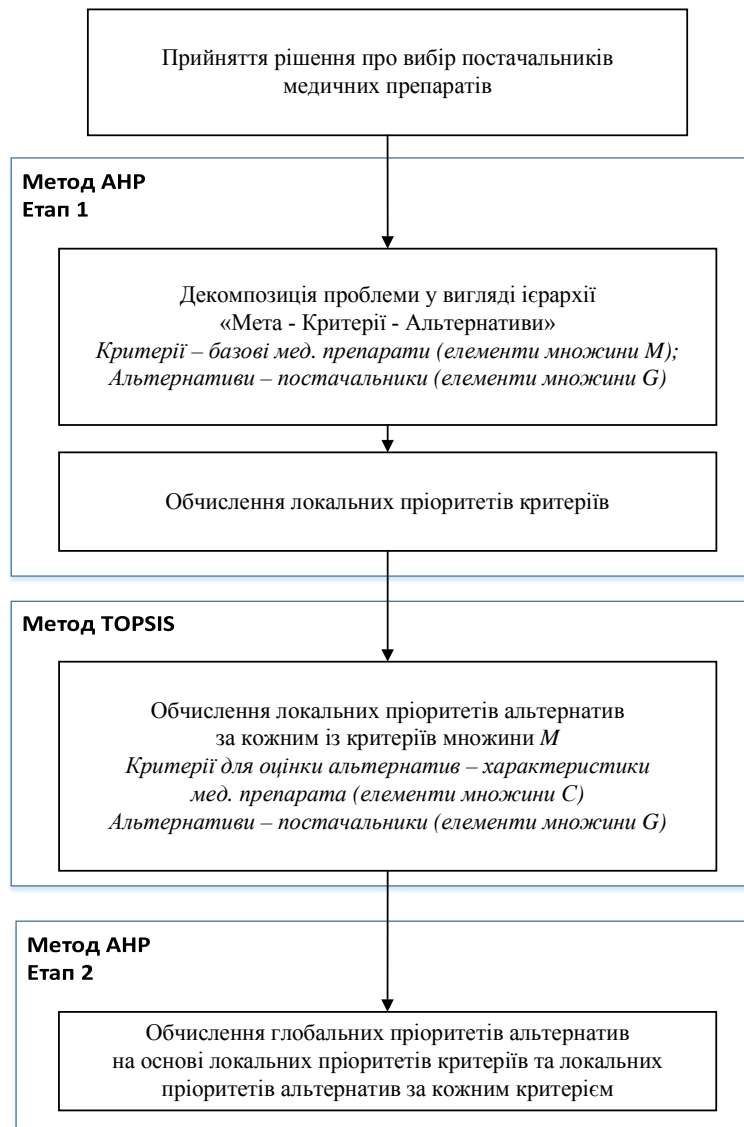 Прийняття рішення про вибір постачальників
медичних препаратів
Метод АНР
Етап 1
Декомпозиція проблеми у вигляді ієрархії
«Мета - Критерії - Альтернативи»
Критерії – базові мед. препарати (елементи множини M);
Альтернативи – постачальники (елементи множини G)
Обчислення локальних пріоритетів критеріїв
Метод TOPSIS
Обчислення локальних пріоритетів альтернатив
за кожним із критеріїв множини M
Критерії для оцінки альтернатив – характеристики
мед. препарата (елементи множини C)
Альтернативи – постачальники (елементи множини G)
Метод АНР
Етап 2
Обчислення глобальних пріоритетів альтернатив
на основі локальних пріоритетів критеріїв та локальних
пріоритетів альтернатив за кожним критерієм